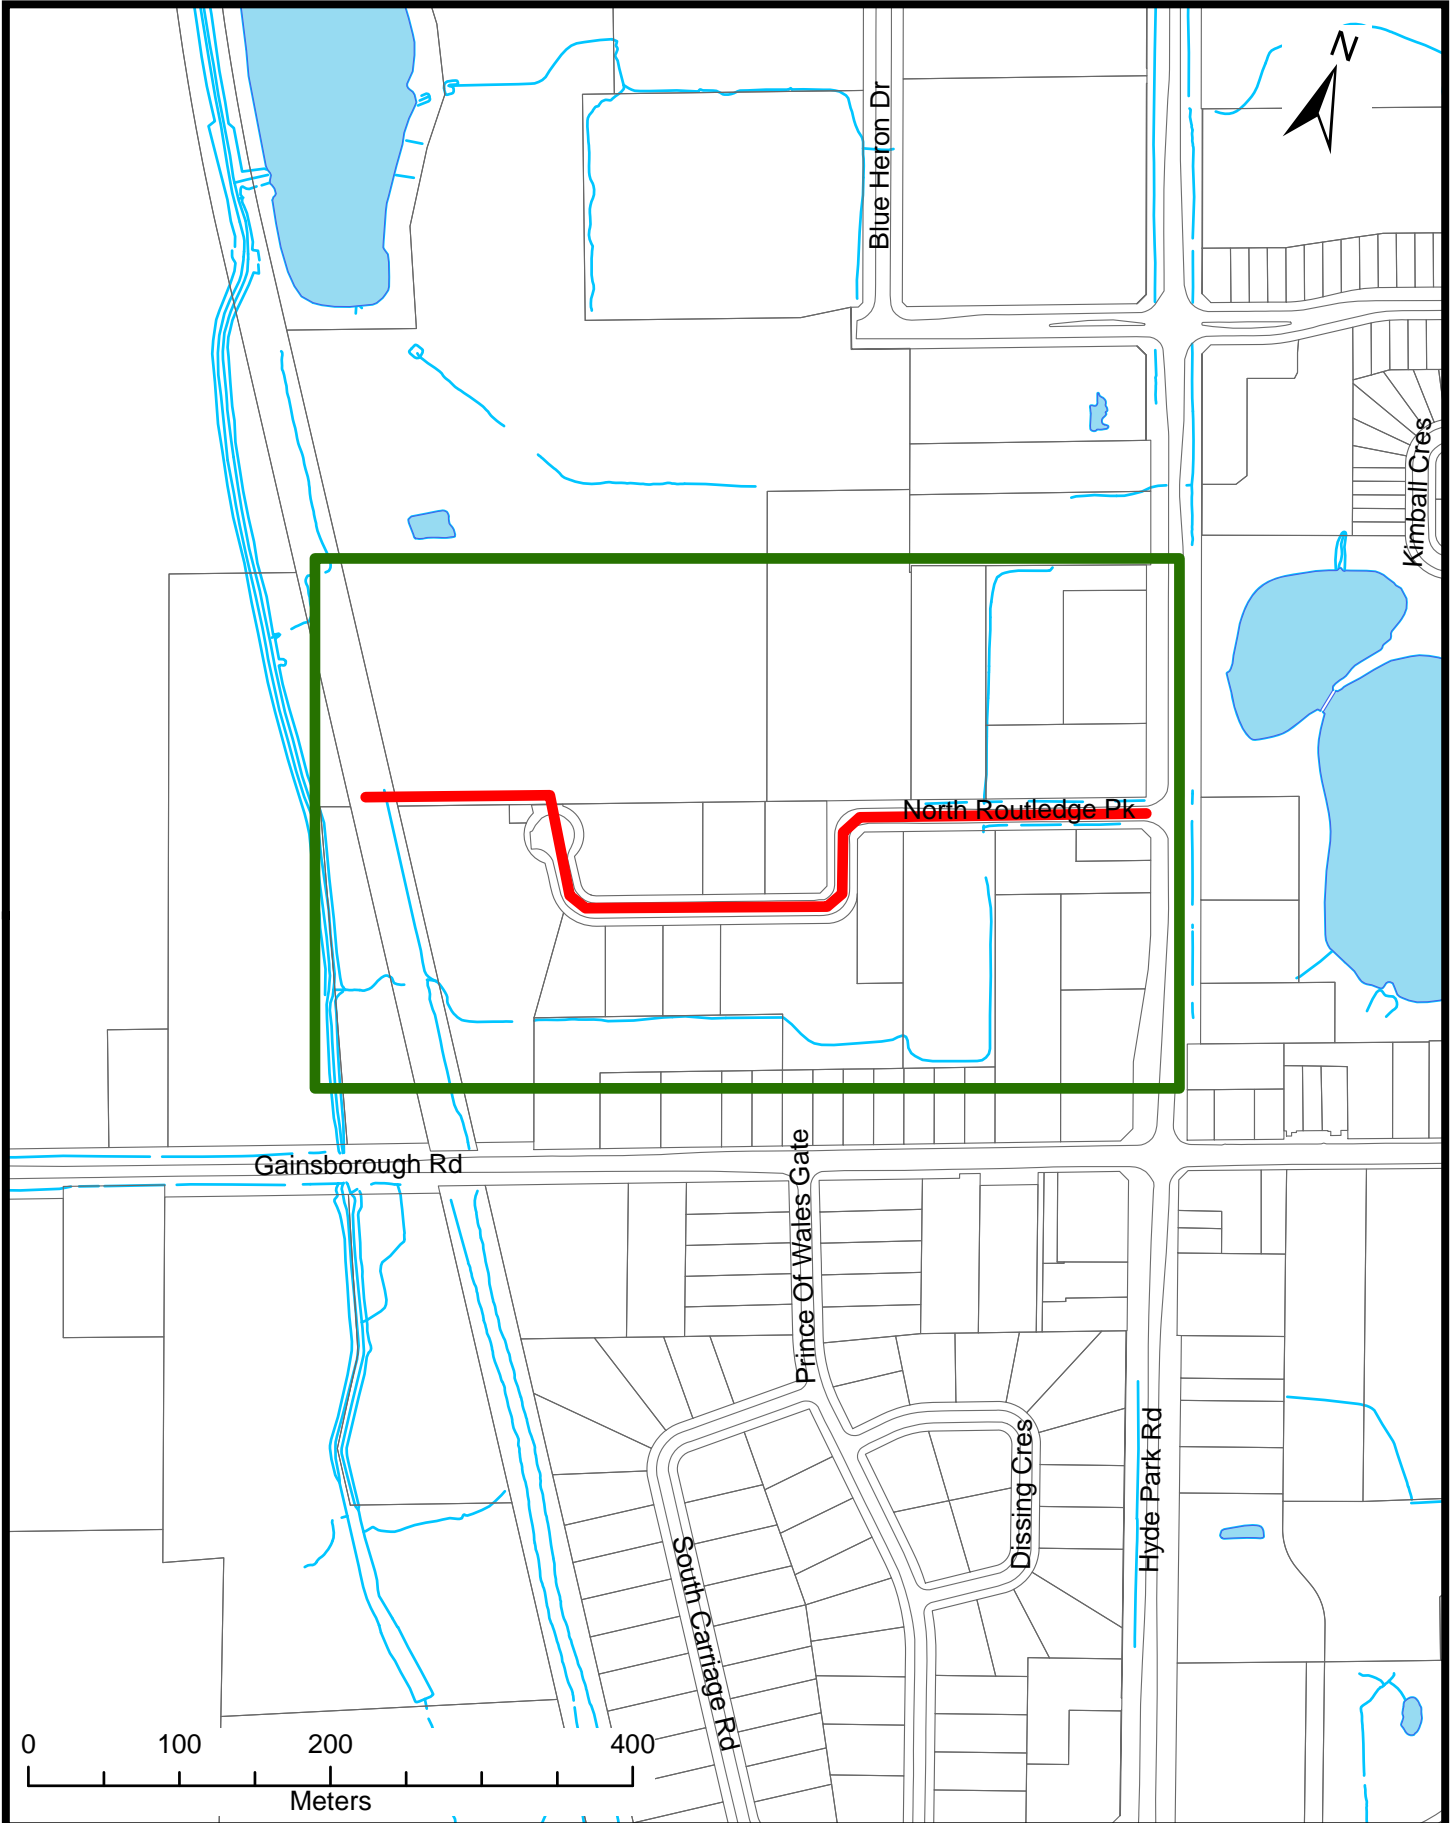 N
Blue Heron Dr
Kimball Cres
North Routledge Pk
Gainsborough Rd
Prince Of Wales Gate
Dissing Cres
Hyde Park Rd
South Carriage Rd
0 100 200 400
Meters